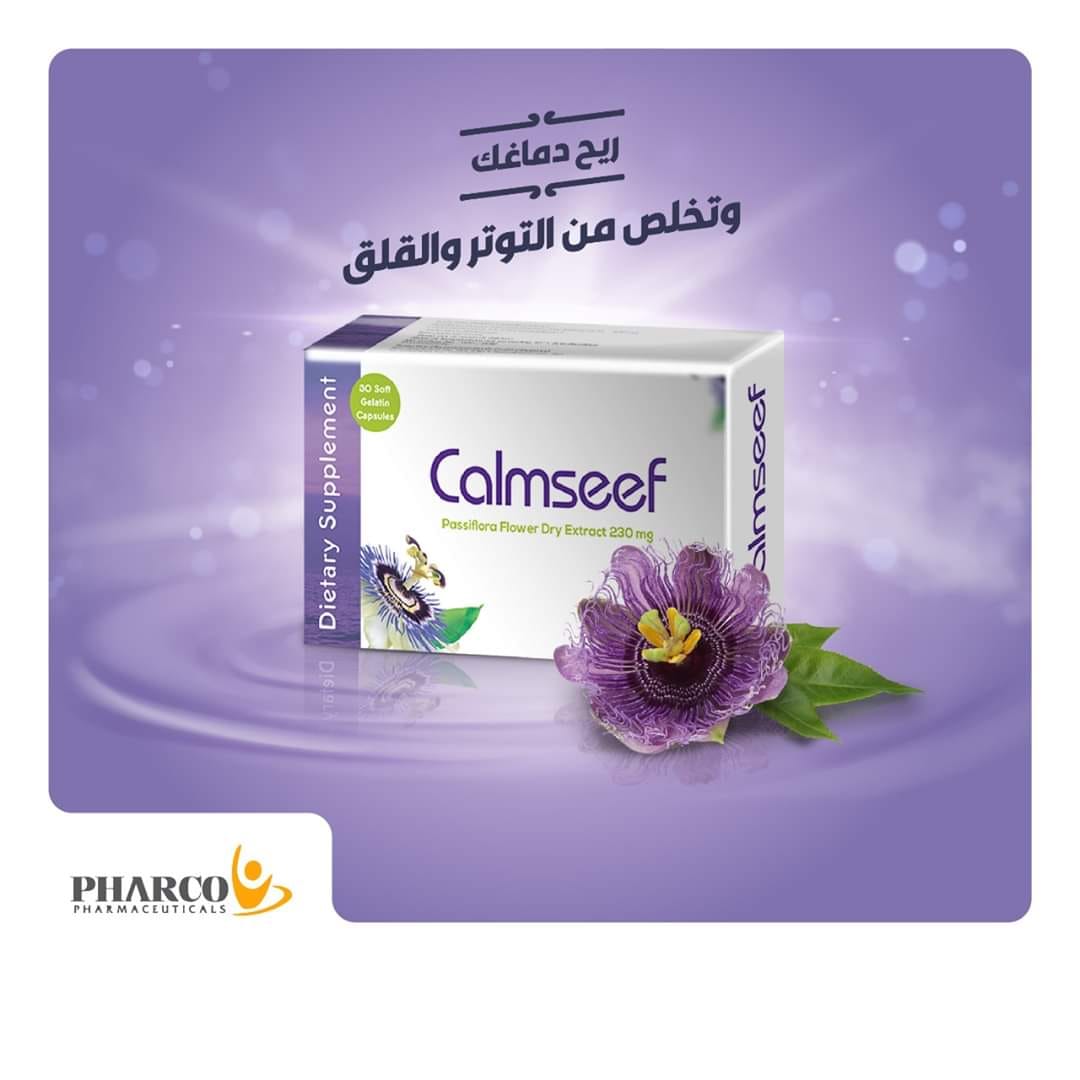 ريح دماغك
وتخلص من التوتر والقلق
Dietary Supplement
30 Soft
Gelatin
Capsules
Calmseef
Passiflora Flower Dry Extract 230 mg
almseef
PHARCO
PHARMACEUTICALS